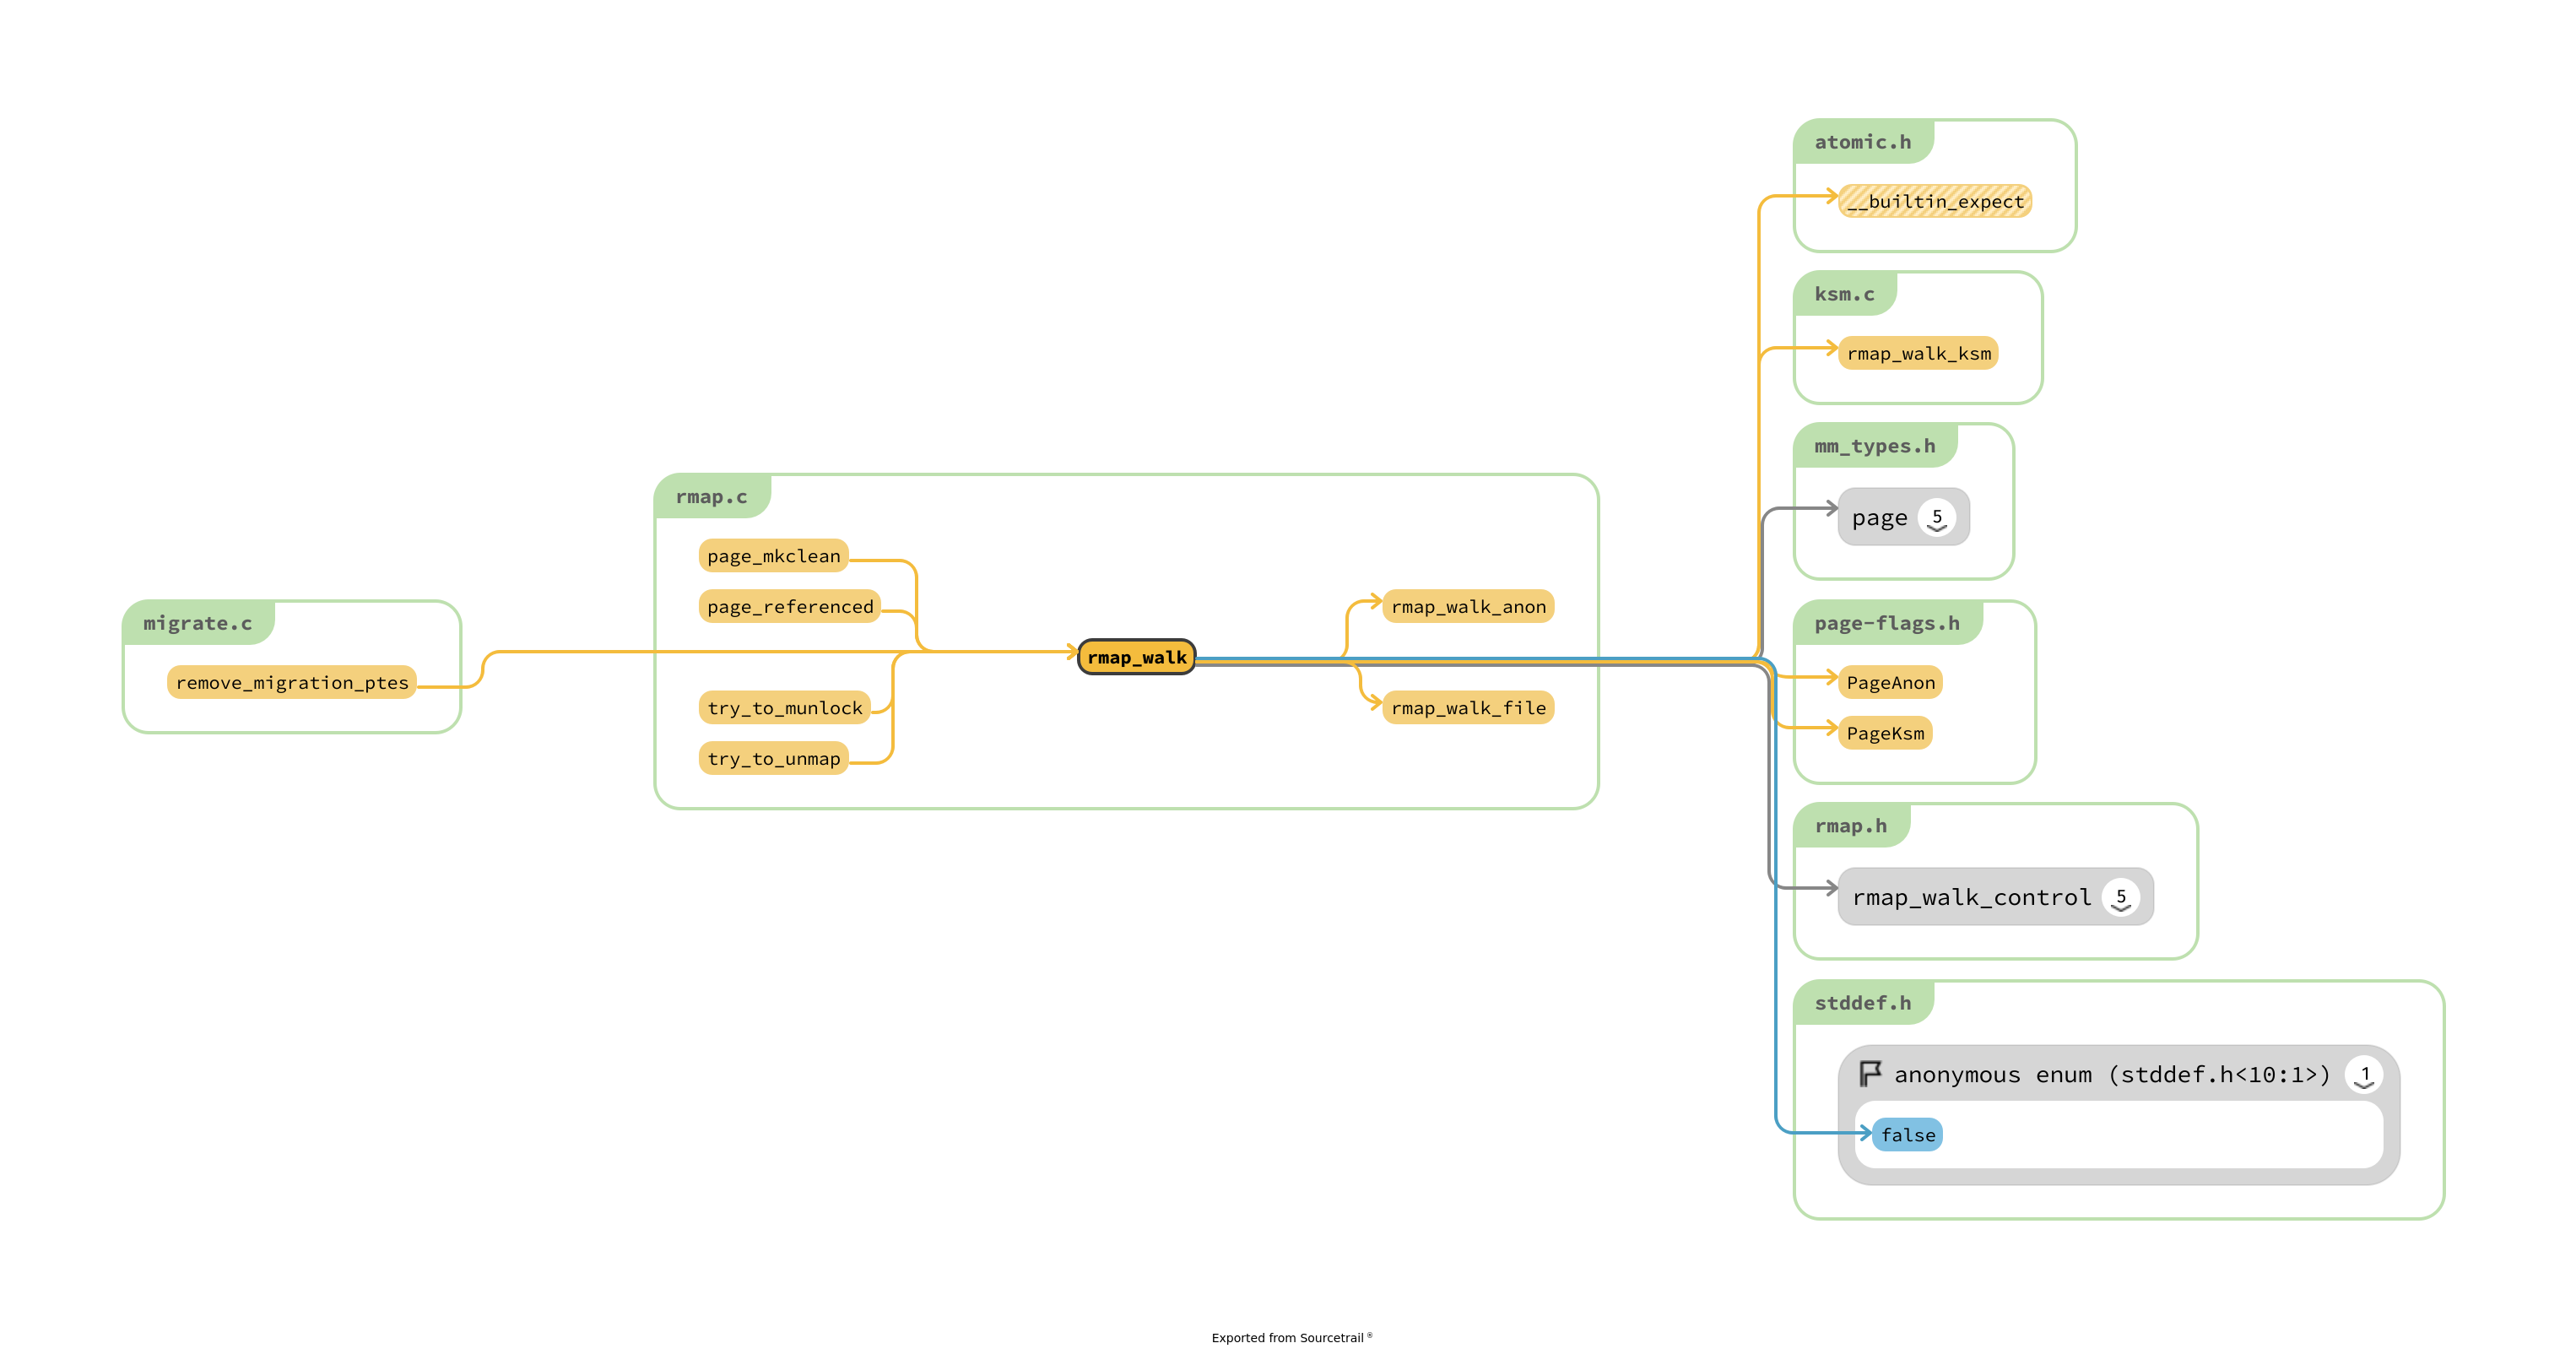 migrate.c
remove_migration_ptes
rmap.c
page_mkclean
page_referenced
try_to_munlock
try_to_unmap
rmap_walk
rmap_walk_anon
rmap_walk_file
atomic.h
__builtin_expect
ksm.c
rmap_walk_ksm
mm_types.h
page 5
page-flags.h
PageAnon
PageKsm
rmap.h
rmap_walk_control 5
stddef.h
anonymous enum (stddef.h<10:1>) 1
false
Exported from Sourcetrail ®